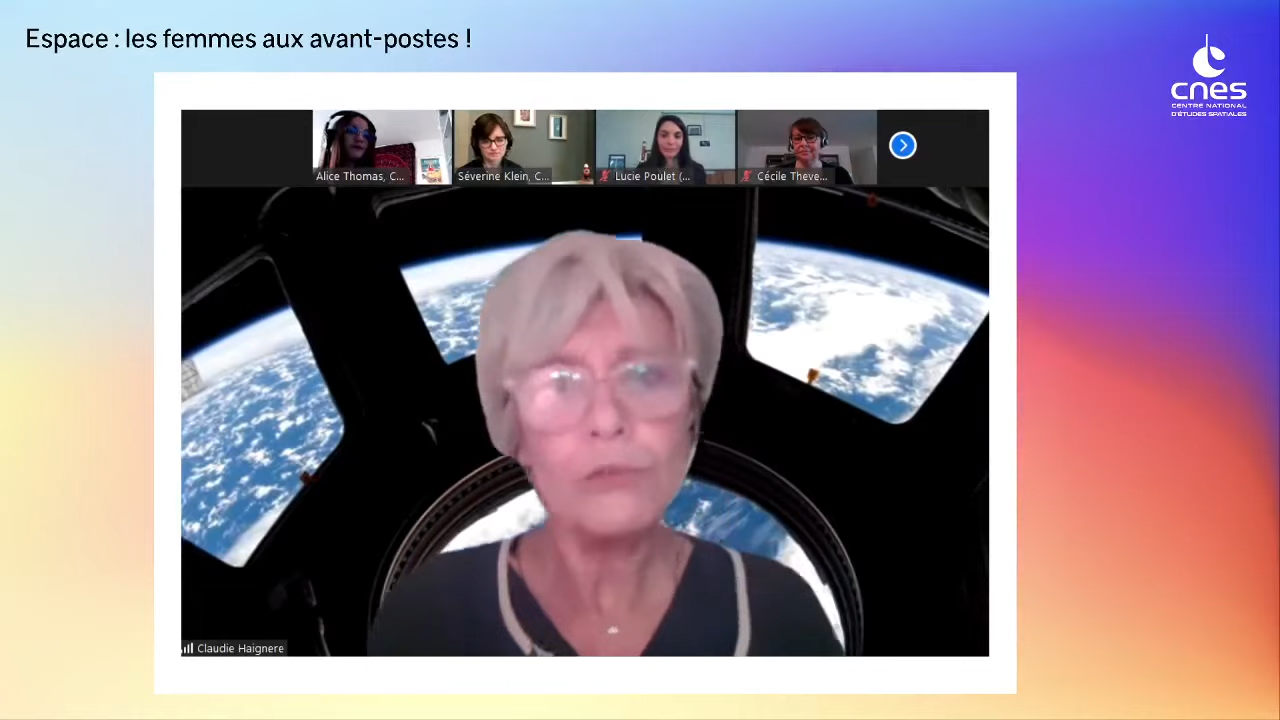 Espace : les femmes aux avant-postes !
cnes
CENTRE NATIONAL
D'ÉTUDES SPATIALES
Alice Thomas, C...
Séverine Klein, C...
Lucie Poulet (...
Cécile Theve...
Claudie Haignere